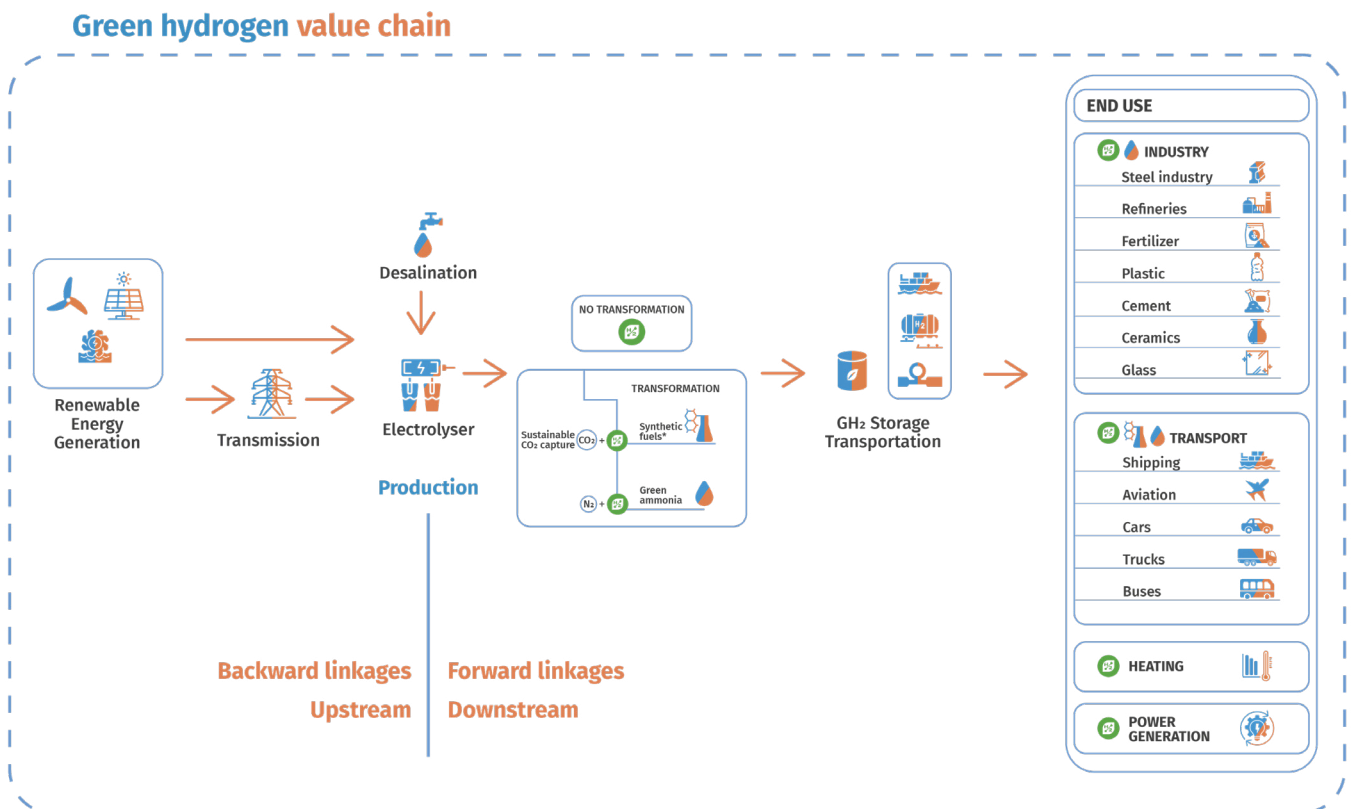 Green hydrogen value chain
END USE
INDUSTRY
Steel industry
Refineries
Fertilizer
Plastic
Cement
Ceramics
Glass
Desalination
NO TRANSFORMATION
Renewable
Energy
Generation
Transmission
Electrolyser
TRANSFORMATION
Sustainable
CO₂ capture
CO₂ +
Synthetic
fuels*
N₂ +
Green
ammonia
H2
GH₂ Storage
Transportation
Production
TRANSPORT
Shipping
Aviation
Cars
Trucks
Buses
Backward linkages
Upstream
Forward linkages
Downstream
HEATING
POWER
GENERATION